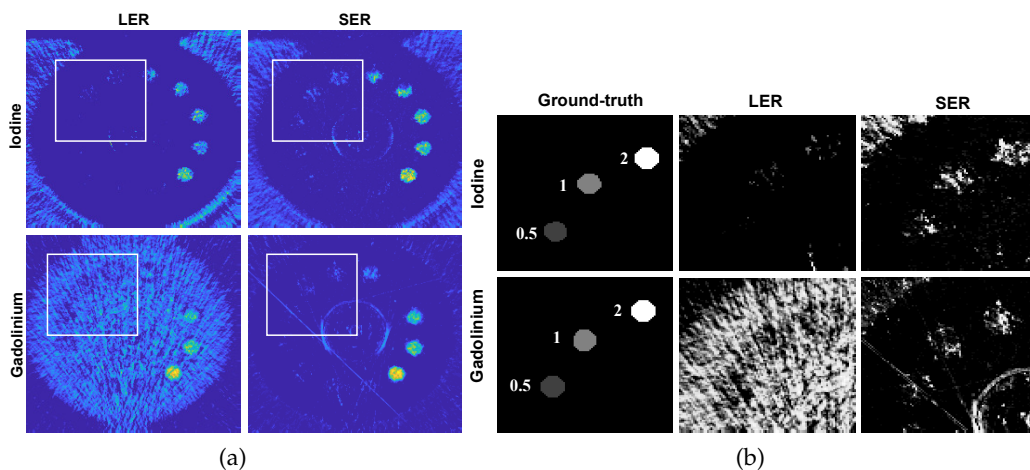 LER SER
Iodine
Gadolinium
(a)
Ground-truth LER SER
Iodine
2
1
0.5
Gadolinium
2
1
0.5
(b)